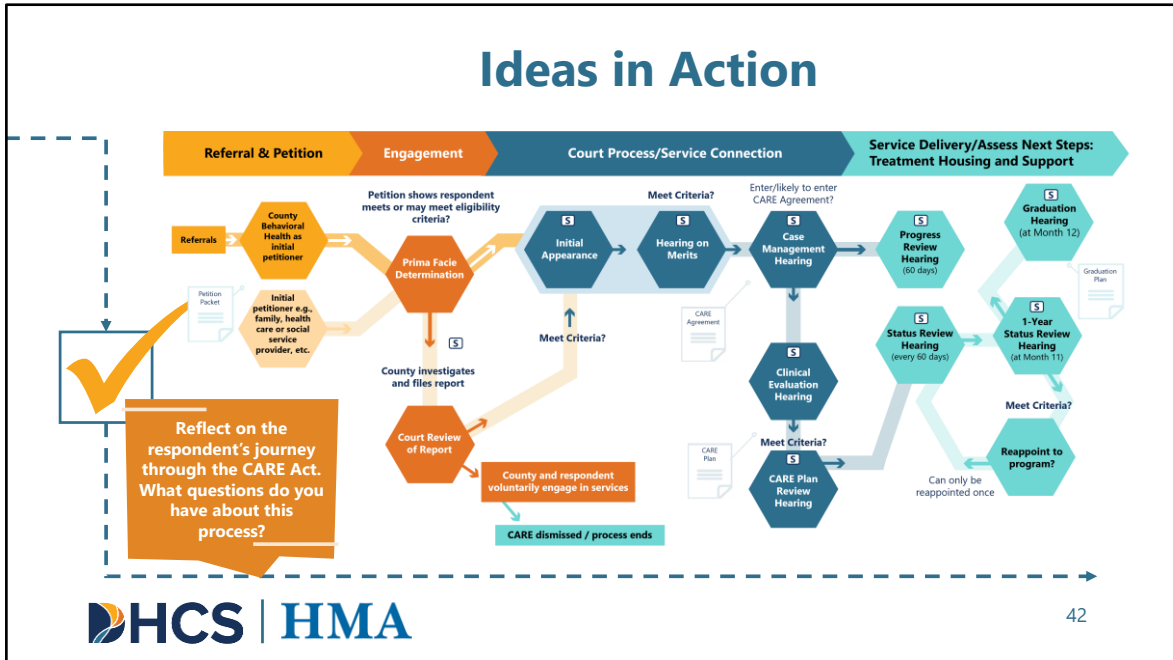 Ideas in Action
Referral & Petition
Engagement
Court Process/Service Connection
Service Delivery/Assess Next Steps:
Treatment Housing and Support
Referrals
County
Behavioral
Health as
initial
petitioner
Petition
Packet
Initial
petitioner e.g.,
family, health
care or social
service
provider, etc.
Petition shows respondent
meets or may meet eligibility
criteria?
Prima Facie
Determination
S
County investigates
and files report
Court Review
of Report
County and respondent
voluntarily engage in services
CARE dismissed / process ends
Meet Criteria?
S
Initial
Appearance
Meet Criteria?
S
Hearing on
Merits
Enter/likely to enter
CARE Agreement?
S
Case
Management
Hearing
CARE
Agreement
S
Clinical
Evaluation
Hearing
Meet Criteria?
CARE
Plan
S
CARE Plan
Review
Hearing
S
Progress
Review
Hearing
(60 days)
S
Status Review
Hearing
(every 60 days)
S
Graduation
Hearing
(at Month 12)
Graduation
Plan
S
1-Year
Status Review
Hearing
(at Month 11)
Meet Criteria?
Reappoint to
program?
Can only be
reappointed once
Reflect on the
respondent's journey
through the CARE Act.
What questions do you
have about this
process?
DHCS
HMA
42